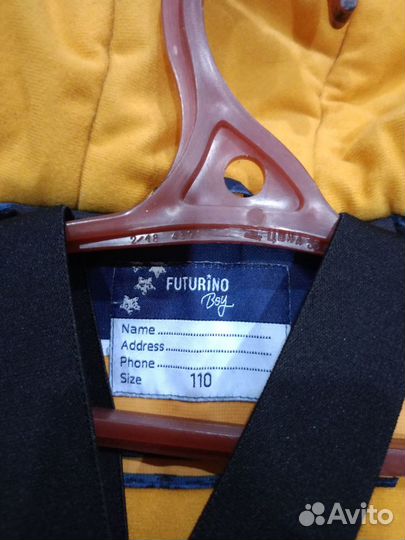 FUTURINO
Boy
Name
Address
Phone
Size 110
Avito